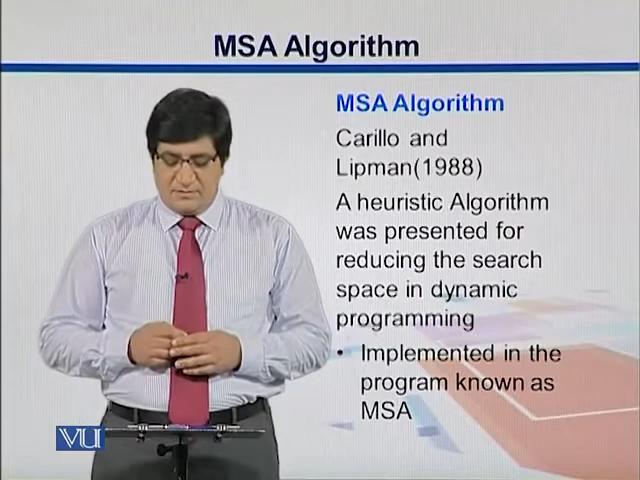 MSA Algorithm
MSA Algorithm
Carillo and
Lipman(1988)
A heuristic Algorithm
was presented for
reducing the search
space in dynamic
programming
• Implemented in the
program known as
MSA
VU